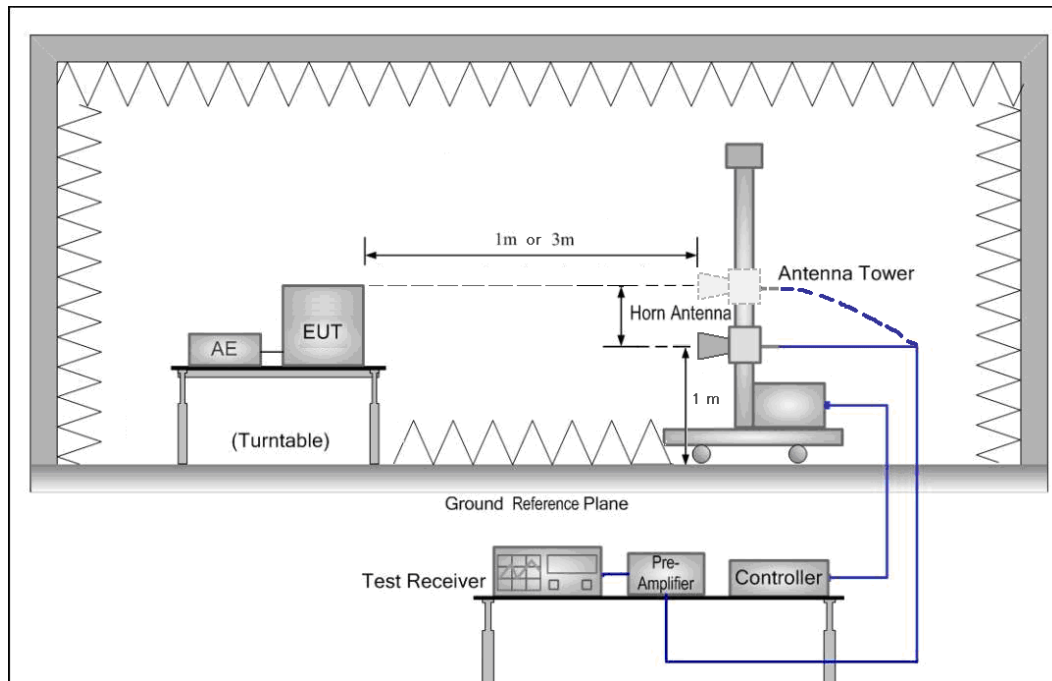 1m or 3m
Antenna Tower
Horn Antenna
EUT
AE
1 m
(Turntable)
Ground Reference Plane
Test Receiver
Pre-
Amplifier
Controller